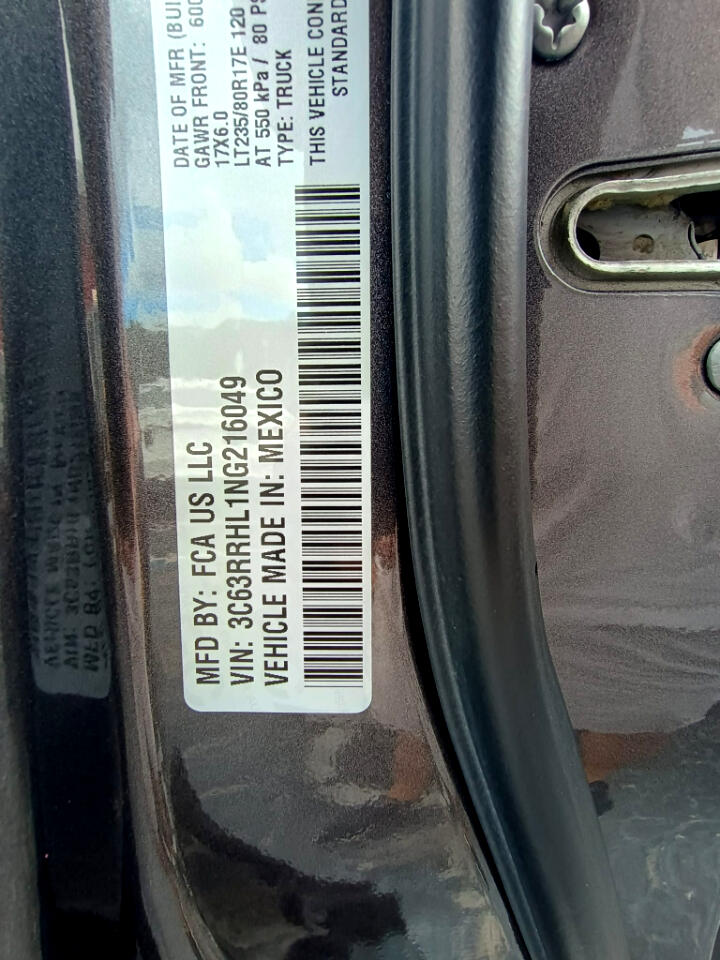 MFD BY: FCA US LLC
VIN: 3C63RRHL1NG216049
VEHICLE MADE IN: MEXICO
DATE OF MFR (BUI
GAWR FRONT: 600
17X6.0
LT235/80R17E 120
AT 550 kPa / 80 PS
TYPE: TRUCK
THIS VEHICLE CON
STANDARD